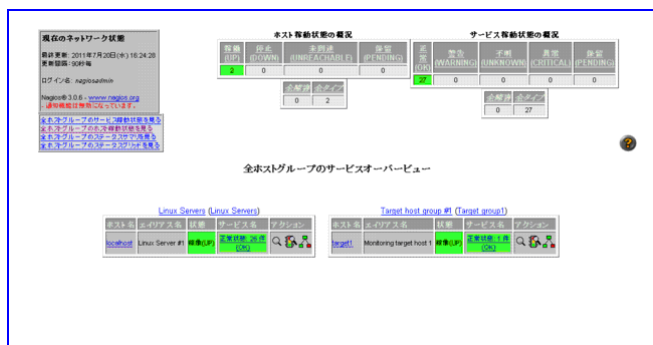 現在のネットワーク状態
最終更新: 2011年7月20日(水) 16:24:28
更新間隔: 90秒毎
ログイン名: nagiosadmin
Nagios® 3.0.6 - www.nagios.org
- 通知機能は無効になっています。
全ホストグループのサービス稼動状態を見る
全ホストグループのホスト稼動状態を見る
全ホストグループのステータスサマリを見る
全ホストグループのステータスグリッドを見る
ホスト稼動状態の概況
稼動(UP) 停止(DOWN) 未到達(UNREACHABLE) 保留(PENDING)
2 0 0 0
全障害 全タイプ
0 2
サービス稼動状態の概況
正常(OK) 警告(WARNING) 不明(UNKNOWN) 異常(CRITICAL) 保留(PENDING)
27 0 0 0 0
全障害 全タイプ
0 27
全ホストグループのサービスオーバービュー
Linux Servers (Linux Servers)
ホスト名 エイリアス名 状態 サービス名 アクション
localhost Linux Server #1 稼働(UP) 正常状態: 26 件(OK)
Target host group #1 (Target group1)
ホスト名 エイリアス名 状態 サービス名 アクション
target1 Monitoring target host 1 稼働(UP) 正常状態: 1 件(OK)